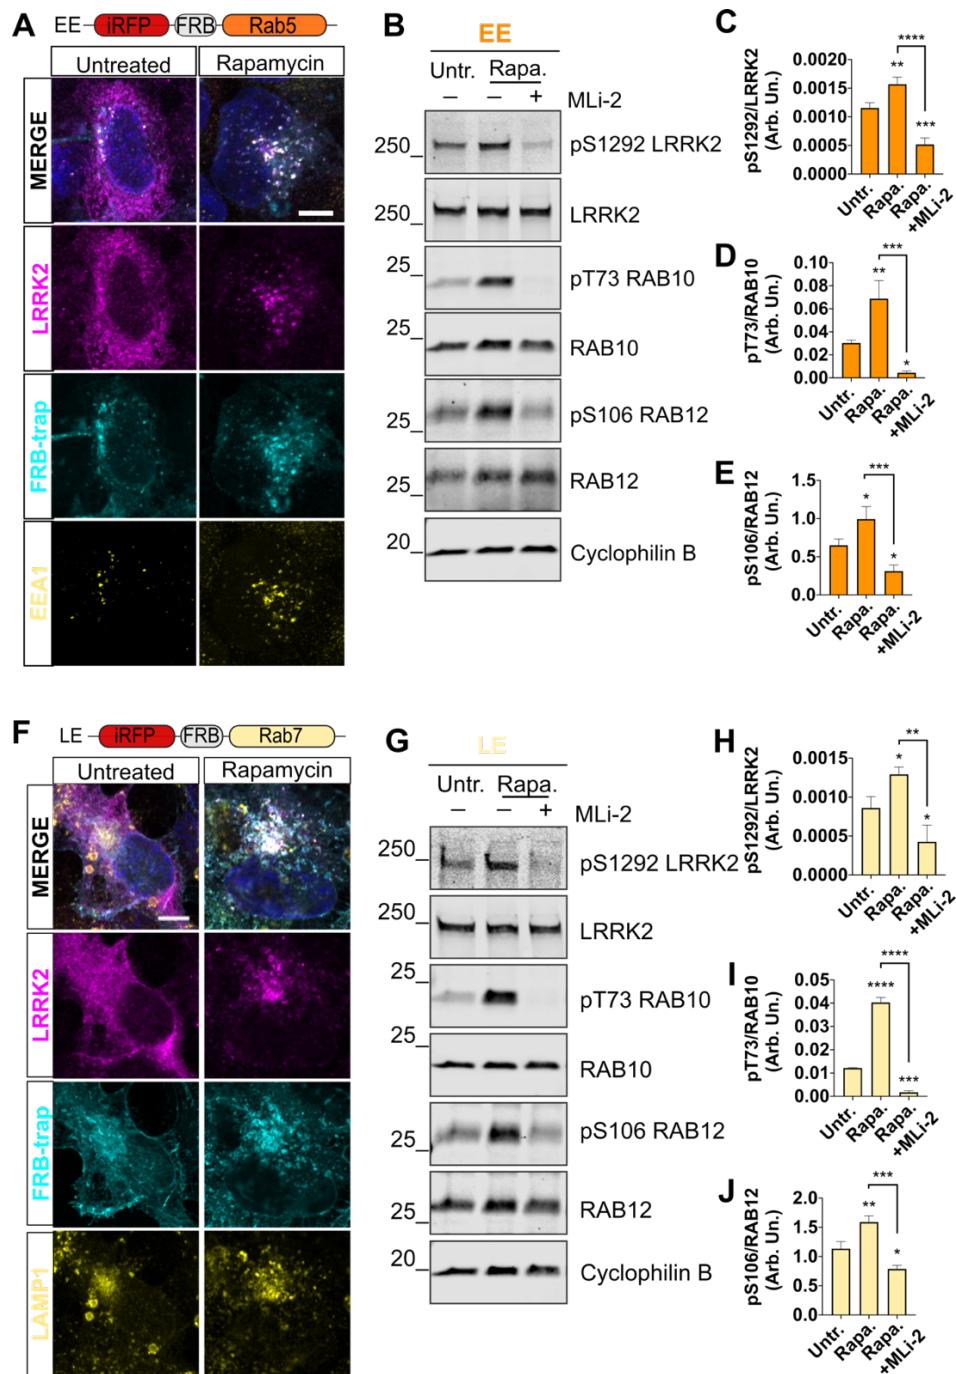 A
EE
iRFP
FRB
Rab5
Untreated
Rapamycin
MERGE
LRRK2
FRB-trap
EEA1
B
EE
Untr.
Rapa.
–
–
+
MLi-2
250
pS1292 LRRK2
250
LRRK2
25
pT73 RAB10
25
RAB10
25
pS106 RAB12
25
RAB12
20
Cyclophilin B
C
pS1292/LRRK2
(Arb. Un.)
0.0020
0.0015
0.0010
0.0005
0.0000
****
**
***
Untr.
Rapa.
Rapa.
+MLi-2
D
pT73/RAB10
(Arb. Un.)
0.10
0.08
0.06
0.04
0.02
0.00
***
**
*
Untr.
Rapa.
Rapa.
+MLi-2
E
pS106/RAB12
(Arb. Un.)
1.5
1.0
0.5
0.0
***
*
*
Untr.
Rapa.
Rapa.
+MLi-2
F
LE
iRFP
FRB
Rab7
Untreated
Rapamycin
MERGE
LRRK2
FRB-trap
LAMP1
G
LE
Untr.
Rapa.
–
–
+
MLi-2
250
pS1292 LRRK2
250
LRRK2
25
pT73 RAB10
25
RAB10
25
pS106 RAB12
25
RAB12
20
Cyclophilin B
H
pS1292/LRRK2
(Arb. Un.)
0.0015
0.0010
0.0005
0.0000
**
*
*
Untr.
Rapa.
Rapa.
+MLi-2
I
pT73/RAB10
(Arb. Un.)
0.05
0.04
0.03
0.02
0.01
0.00
****
****
***
Untr.
Rapa.
Rapa.
+MLi-2
J
pS106/RAB12
(Arb. Un.)
2.0
1.5
1.0
0.5
0.0
***
**
*
Untr.
Rapa.
Rapa.
+MLi-2